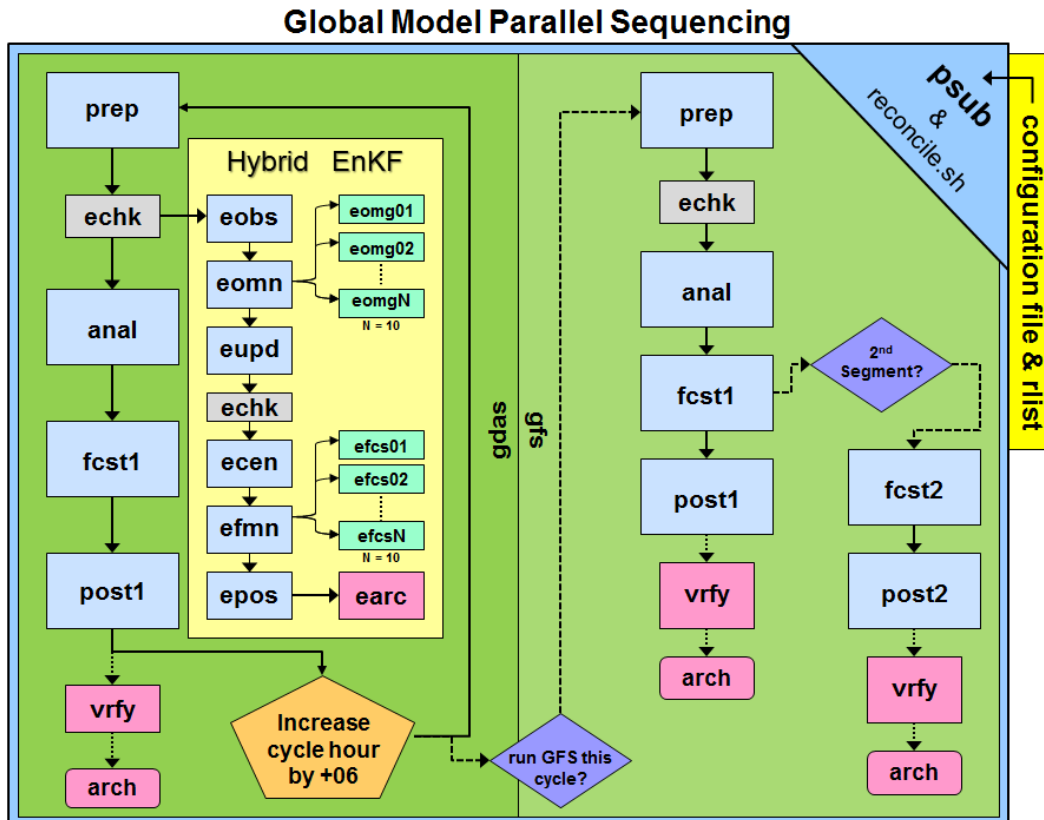 Global Model Parallel Sequencing
prep
echk
anal
fcst1
post1
vrfy
arch
Hybrid EnKF
eobs
eomn
eupd
echk
ecen
efmn
epos
eomg01
eomg02
eomgN
N = 10
efcs01
efcs02
efcsN
N = 10
earc
Increase
cycle hour
by +06
run GFS this
cycle?
gdas
gfs
prep
echk
anal
fcst1
post1
vrfy
arch
2nd
Segment?
fcst2
post2
vrfy
arch
psub
&
reconcile.sh
configuration file & rlist